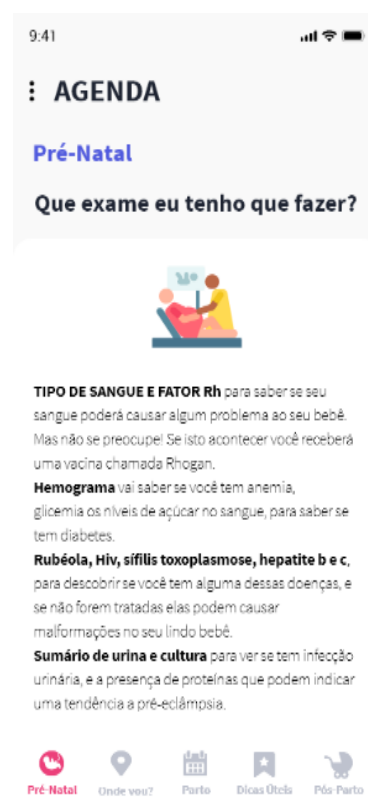 9:41
AGENDA
Pré-Natal
Que exame eu tenho que fazer?
TIPO DE SANGUE E FATOR Rh para saber se seu
sangue poderá causar algum problema ao seu bebê.
Mas não se preocupe! Se isto acontecer você receberá
uma vacina chamada Rhogan.
Hemograma vai saber se você tem anemia,
glicemia os níveis de açúcar no sangue, para saber se
tem diabetes.
Rubéola, Hiv, sífilis toxoplasmose, hepatite b e c,
para descobrir se você tem alguma dessas doenças, e
se não forem tratadas elas podem causar
malformações no seu lindo bebê.
Sumário de urina e cultura para ver se tem infecção
urinária, e a presença de proteínas que podem indicar
uma tendência a pré-eclâmpsia.
Pré-Natal Onde vou? Parto Dicas Úteis Pós-Parto